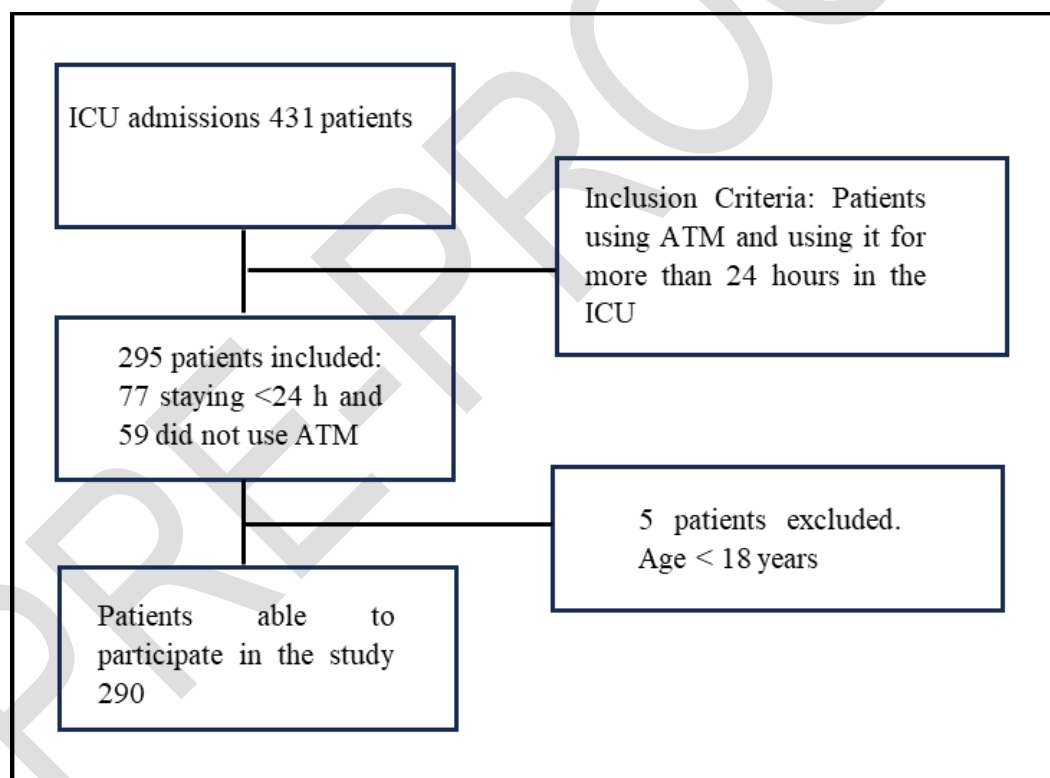 ICU admissions 431 patients
Inclusion Criteria: Patients
using ATM and using it for
more than 24 hours in the
ICU
295 patients included:
77 staying <24 h and
59 did not use ATM
5 patients excluded.
Age < 18 years
Patients able to
participate in the study
290
PRE-PROO